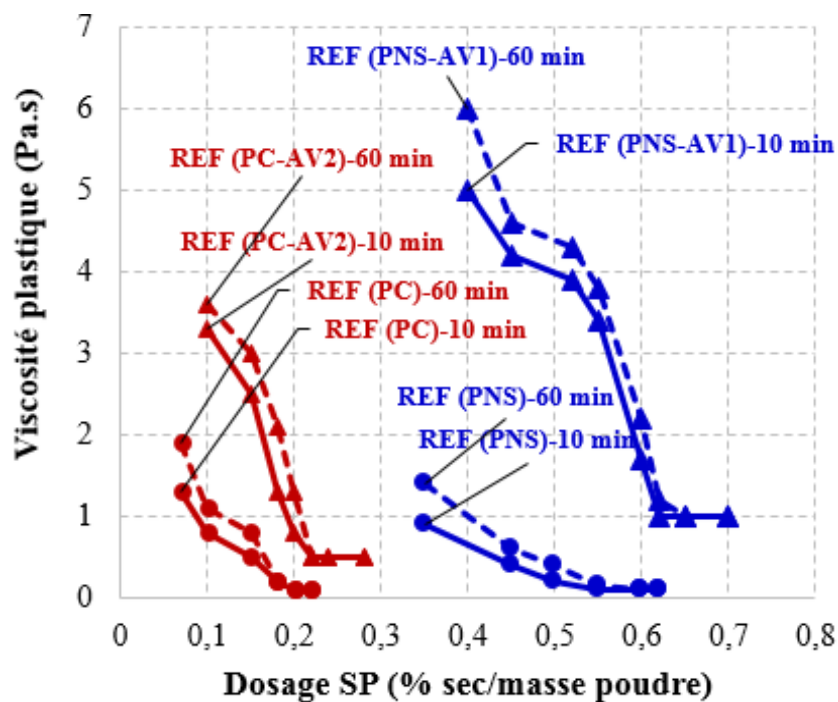 7
6
5
4
3
2
1
0
Viscosité plastique (Pa.s)
REF (PNS-AV1)-60 min
REF (PNS-AV1)-10 min
REF (PC-AV2)-60 min
REF (PC-AV2)-10 min
REF (PC)-60 min
REF (PC)-10 min
REF (PNS)-60 min
REF (PNS)-10 min
0 0,1 0,2 0,3 0,4 0,5 0,6 0,7 0,8
Dosage SP (% sec/masse poudre)